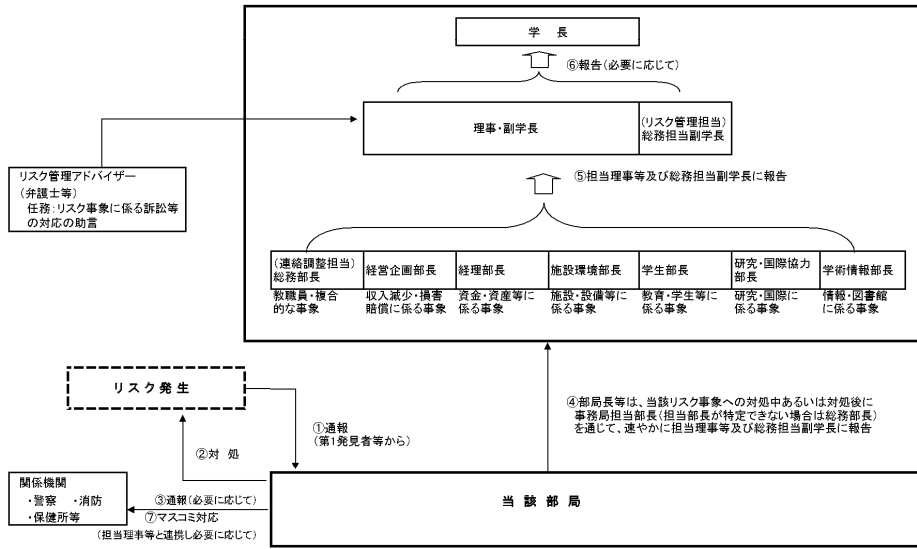 学　長
⑥報告(必要に応じて)
理事・副学長
(リスク管理担当)
総務担当副学長
リスク管理アドバイザー
(弁護士等)
任務:リスク事象に係る訴訟等
の対応の助言
⑤担当理事等及び総務担当副学長に報告
(連絡調整担当)
総務部長
経営企画部長
経理部長
施設環境部長
学生部長
研究・国際協力
部長
学術情報部長
教職員・複合
的な事象
収入減少・損害
賠償に係る事象
資金・資産等に
係る事象
施設・設備等に
係る事象
教育・学生等に
係る事象
研究・国際に
係る事象
情報・図書館
に係る事象
リスク発生
①通報
(第1発見者等から)
②対　処
④部局長等は、当該リスク事象への対処中あるいは対処後に
事務局担当部長(担当部長が特定できない場合は総務部長)
を通じて、速やかに担当理事等及び総務担当副学長に報告
関係機関
・警察　・消防
・保健所等
③通報(必要に応じて)
⑦マスコミ対応
(担当理事等と連携し必要に応じて)
当該部局